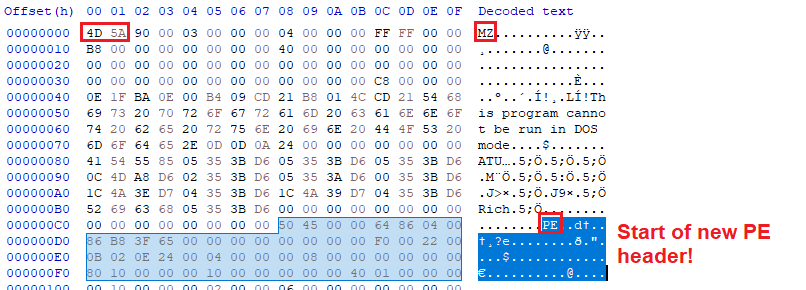 Offset(h) 00 01 02 03 04 05 06 07 08 09 0A 0B 0C 0D 0E 0F Decoded text
00000000 4D 5A 90 00 03 00 00 00 04 00 00 00 FF FF 00 00 MZ..........ÿÿ..
00000010 B8 00 00 00 00 00 00 00 40 00 00 00 00 00 00 00 ¸.......@.......
00000020 00 00 00 00 00 00 00 00 00 00 00 00 00 00 00 00 ................
00000030 00 00 00 00 00 00 00 00 00 00 00 00 C8 00 00 00 ............È...
00000040 0E 1F BA 0E 00 B4 09 CD 21 B8 01 4C CD 21 54 68 ..º..´.Í!¸.LÍ!Th
00000050 69 73 20 70 72 6F 67 72 61 6D 20 63 61 6E 6E 6F is program canno
00000060 74 20 62 65 20 72 75 6E 20 69 6E 20 44 4F 53 20 t be run in DOS
00000070 6D 6F 64 65 2E 0D 0D 0A 24 00 00 00 00 00 00 00 mode....$.......
00000080 41 54 55 85 05 35 3B D6 05 35 3B D6 05 35 3B D6 ATU….5;Ö.5;Ö.5;Ö
00000090 0C 4D A8 D6 02 35 3B D6 05 35 3A D6 00 35 3B D6 .M¨Ö.5;Ö.5:Ö.5;Ö
000000A0 1C 4A 3E D7 04 35 3B D6 1C 4A 39 D7 04 35 3B D6 .J>×.5;Ö.J9×.5;Ö
000000B0 52 69 63 68 05 35 3B D6 00 00 00 00 00 00 00 00 Rich.5;Ö........
000000C0 00 00 00 00 00 00 00 00 50 45 00 00 64 86 04 00 ........PE..d†..
000000D0 86 B8 3F 65 00 00 00 00 00 00 00 00 F0 00 22 00 †¸?e........ð.".
000000E0 0B 02 0E 24 00 04 00 00 00 08 00 00 00 00 00 00 ...$............
000000F0 80 10 00 00 00 10 00 00 00 00 00 40 01 00 00 00 €..........@....
Start of new PE
header!